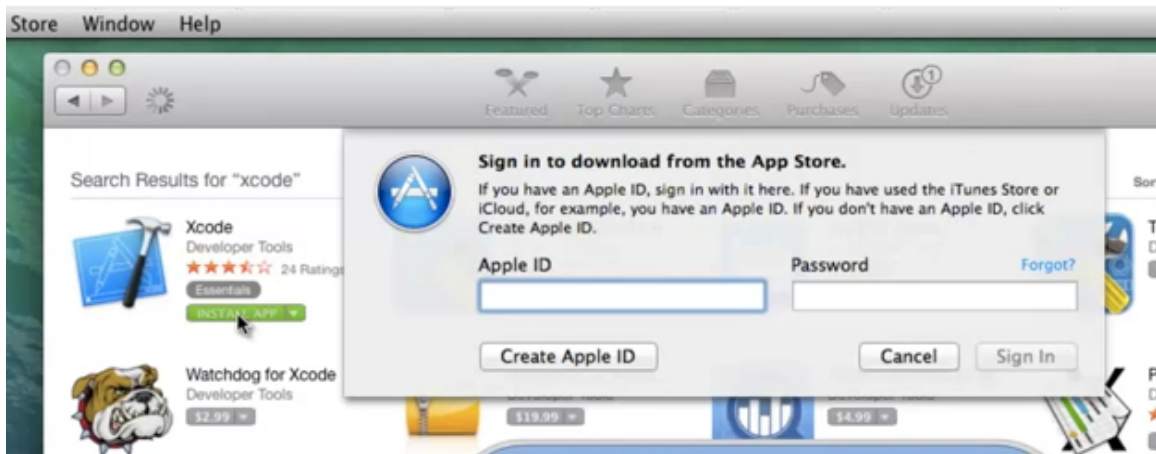 Store Window Help
Featured Top Charts Categories Purchases Updates
1
Search Results for "xcode"
Sign in to download from the App Store.
If you have an Apple ID, sign in with it here. If you have used the iTunes Store or
iCloud, for example, you have an Apple ID. If you don't have an Apple ID, click
Create Apple ID.
Sor
Xcode
Developer Tools
24 Ratings
Essentials
INSTALL APP
Apple ID
Password
Forgot?
Create Apple ID
Cancel
Sign In
Watchdog for Xcode
Developer Tools
$2.99
$19.99
$4.99